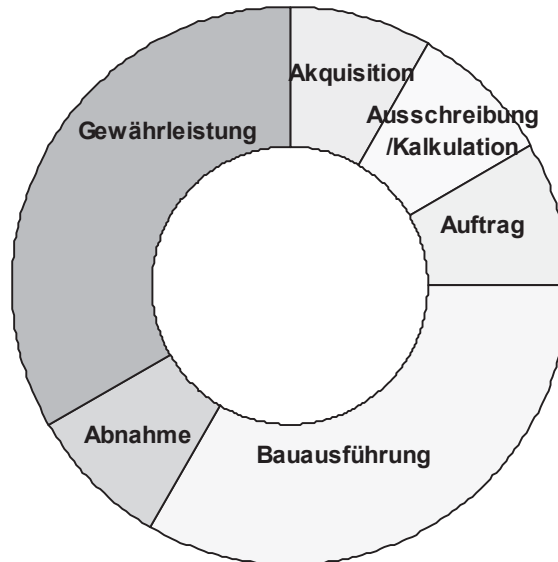 Akquisition
Ausschreibung
/Kalkulation
Auftrag
Bauausführung
Abnahme
Gewährleistung